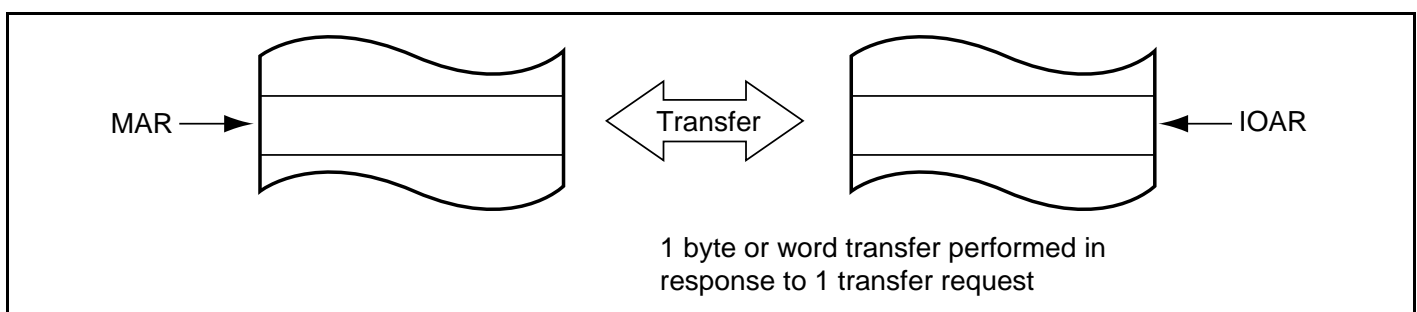 MAR
Transfer
IOAR
1 byte or word transfer performed in
response to 1 transfer request